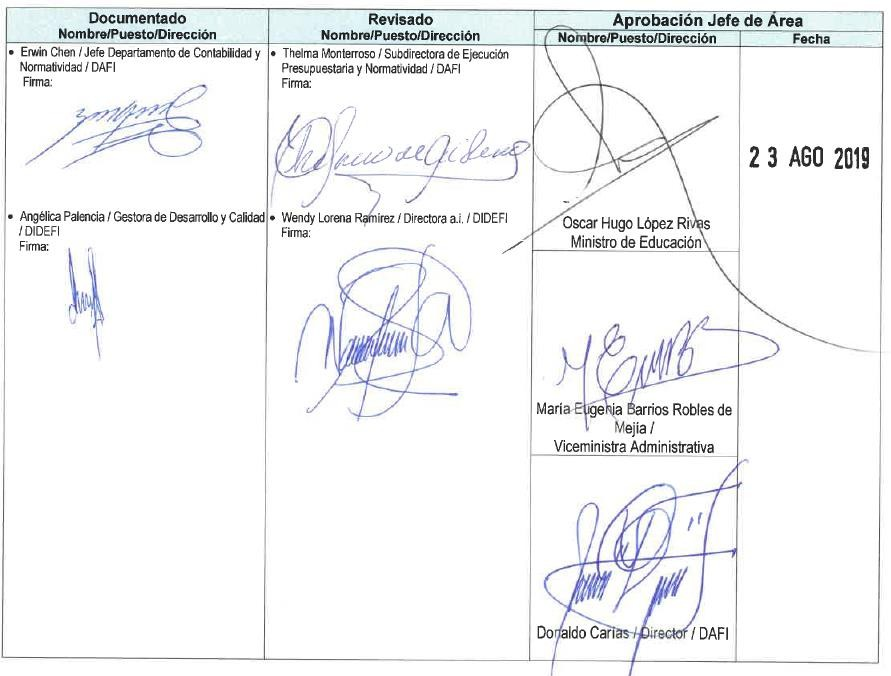 Documentado
Nombre/Puesto/Dirección
Revisado
Nombre/Puesto/Dirección
Aprobación Jefe de Área
Nombre/Puesto/Dirección
Fecha
• Erwin Chen / Jefe Departamento de Contabilidad y
Normatividad / DAFI
Firma:
• Thelma Monterroso / Subdirectora de Ejecución
Presupuestaria y Normatividad / DAFI
Firma:
23 AGO 2019
Oscar Hugo López Rivas
Ministro de Educación
• Angélica Palencia / Gestora de Desarrollo y Calidad
/ DIDEFI
Firma:
• Wendy Lorena Ramírez / Directora a.i. / DIDEFI
Firma:
María Eugenia Barrios Robles de
Mejía /
Viceministra Administrativa
Donaldo Carías / Director / DAFI